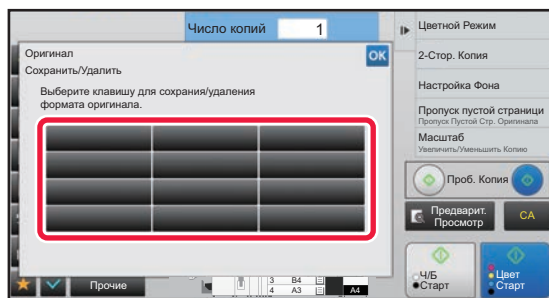 Число копий 1
Оригинал
OK
Сохранить/Удалить
Выберите клавишу для сохрания/удаления
формата оригинала.
Цветной Режим
2-Стор. Копия
Настройка Фона
Пропуск пустой страници
Пропуск Пустой Стр. Оригинала
Масштаб
Увеличить/Уменьшить Копию
Проб. Копия
Предварит.
Просмотр
CA
Ч/Б
Старт
Цвет
Старт
Прочие
3 B4
4 A3
A4